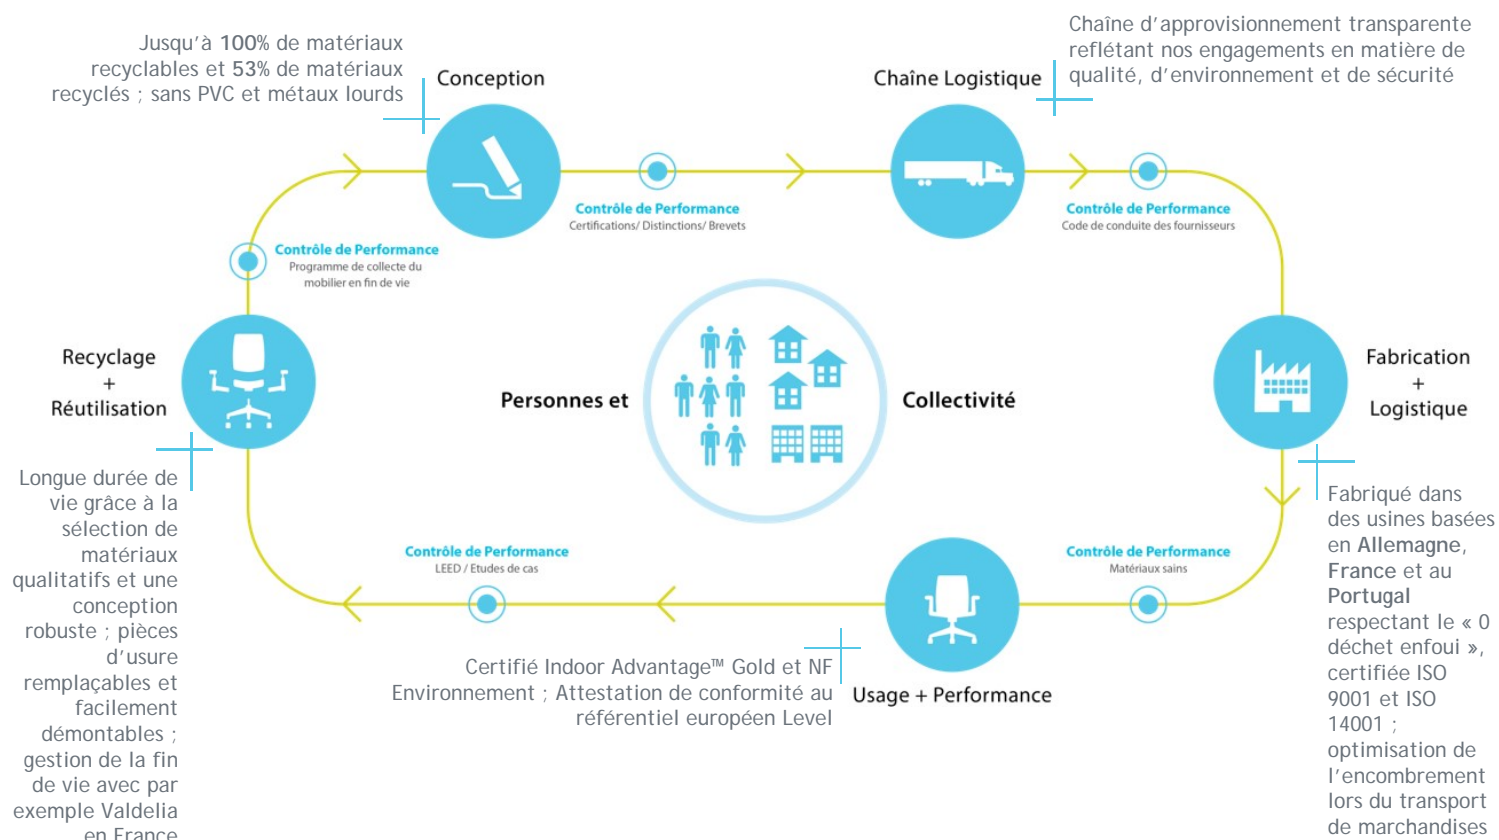 Jusqu'à 100% de matériaux
recyclables et 53% de matériaux
recyclés ; sans PVC et métaux lourds
Conception
Chaîne Logistique
Chaîne d'approvisionnement transparente
reflétant nos engagements en matière de
qualité, d'environnement et de sécurité
Contrôle de Performance
Certifications/ Distinctions/ Brevets
Contrôle de Performance
Code de conduite des fournisseurs
Contrôle de Performance
Programme de collecte du
mobilier en fin de vie
Recyclage
+
Réutilisation
Personnes et
Collectivité
Fabrication
+
Logistique
Longue durée de
vie grâce à la
sélection de
matériaux
qualitatifs et une
conception
robuste ; pièces
d'usure
remplaçables et
facilement
démontables ;
gestion de la fin
de vie avec par
exemple Valdelia
en France
Fabriqué dans
des usines basées
en Allemagne,
France et au
Portugal
respectant le « 0
déchet enfoui »,
certifiée ISO
9001 et ISO
14001 ;
optimisation de
l'encombrement
lors du transport
de marchandises
Contrôle de Performance
LEED / Etudes de cas
Contrôle de Performance
Matériaux sains
Certifié Indoor Advantage™ Gold et NF
Environnement ; Attestation de conformité au
référentiel européen Level
Usage + Performance